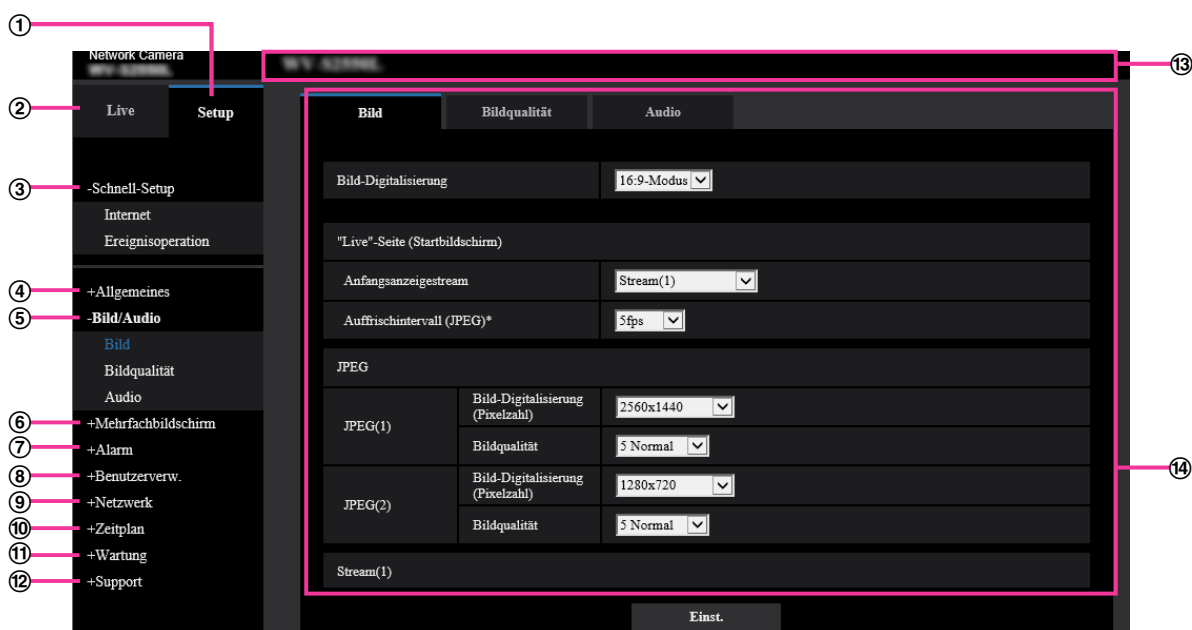 ①
Network Camera
⑬
② Live Setup
Bild Bildqualität Audio
③ -Schnell-Setup
Internet
Ereignisoperation
④ +Allgemeines
⑤ -Bild/Audio
Bild
Bildqualität
Audio
⑥ +Mehrfachbildschirm
⑦ +Alarm
⑧ +Benutzerverw.
⑨ +Netzwerk
⑩ +Zeitplan
⑪ +Wartung
⑫ +Support
Bild-Digitalisierung 16:9-Modus
"Live"-Seite (Startbildschirm)
Anfangsanzeigestream Stream(1)
Auffrischintervall (JPEG)* 5fps
JPEG
JPEG(1)
Bild-Digitalisierung
(Pixelzahl)
2560x1440
Bildqualität 5 Normal
JPEG(2)
Bild-Digitalisierung
(Pixelzahl)
1280x720
Bildqualität 5 Normal
Stream(1)
⑭
Einst.